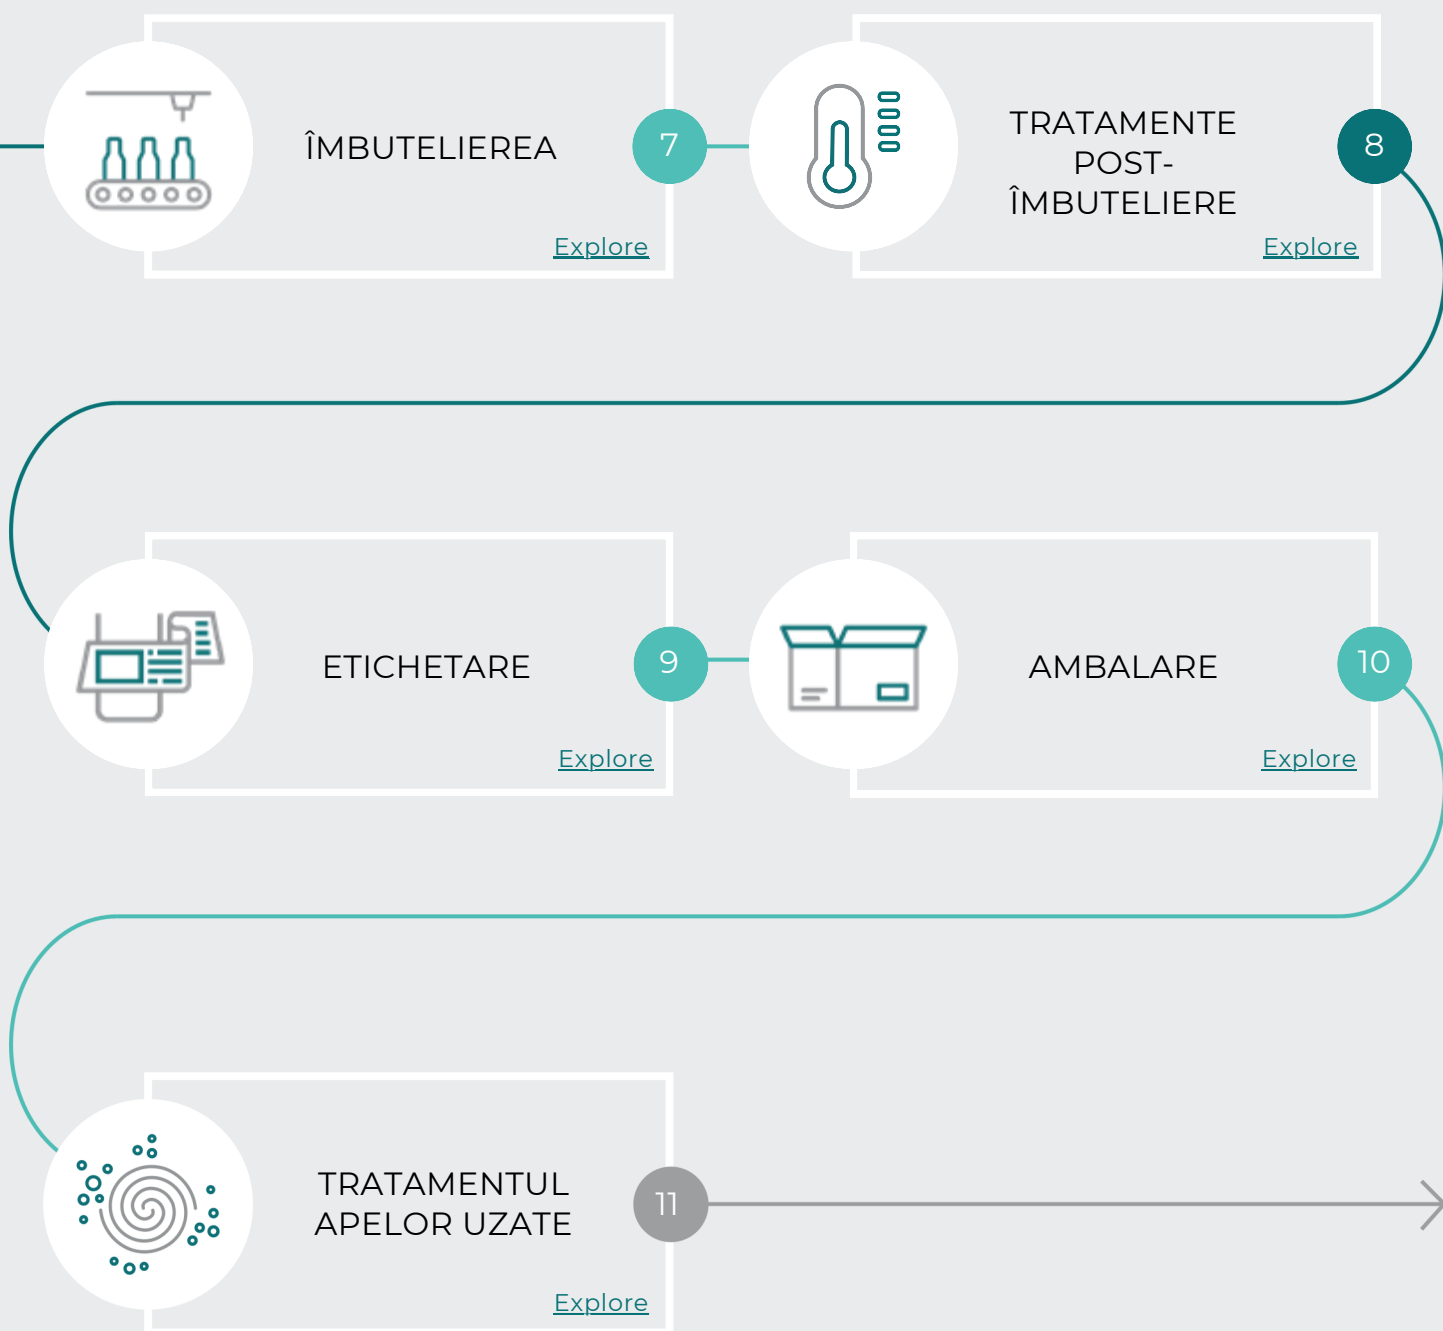 ÎMBUTELIEREA
7
Explore
TRATAMENTE
POST-
ÎMBUTELIERE
8
Explore
ETICHETARE
9
Explore
AMBALARE
10
Explore
TRATAMENTUL
APELOR UZATE
11
Explore